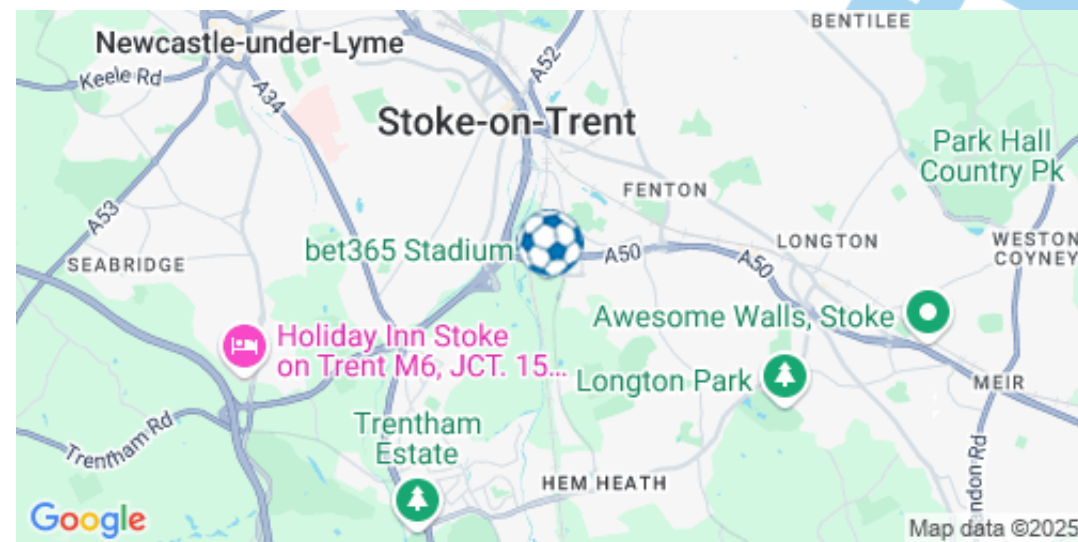 BENTILEE
Newcastle-under-Lyme
Keele Rd
A52
A34
Stoke-on-Trent
Park Hall
Country Pk
FENTON
A53
bet365 Stadium
A50
A50
LONGTON
WESTON
COYNEY
SEABRIDGE
Awesome Walls, Stoke
Holiday Inn Stoke
on Trent M6, JCT. 15...
Longton Park
MEIR
Trentham Rd
Trentham
Estate
ndon Rd
HEM HEATH
Google
Map data ©2025